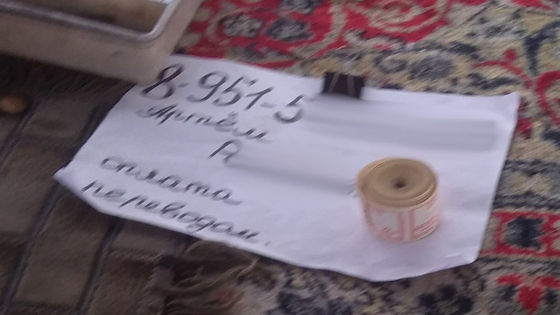 8-951-5
Артём
Р
оплата
переводом.